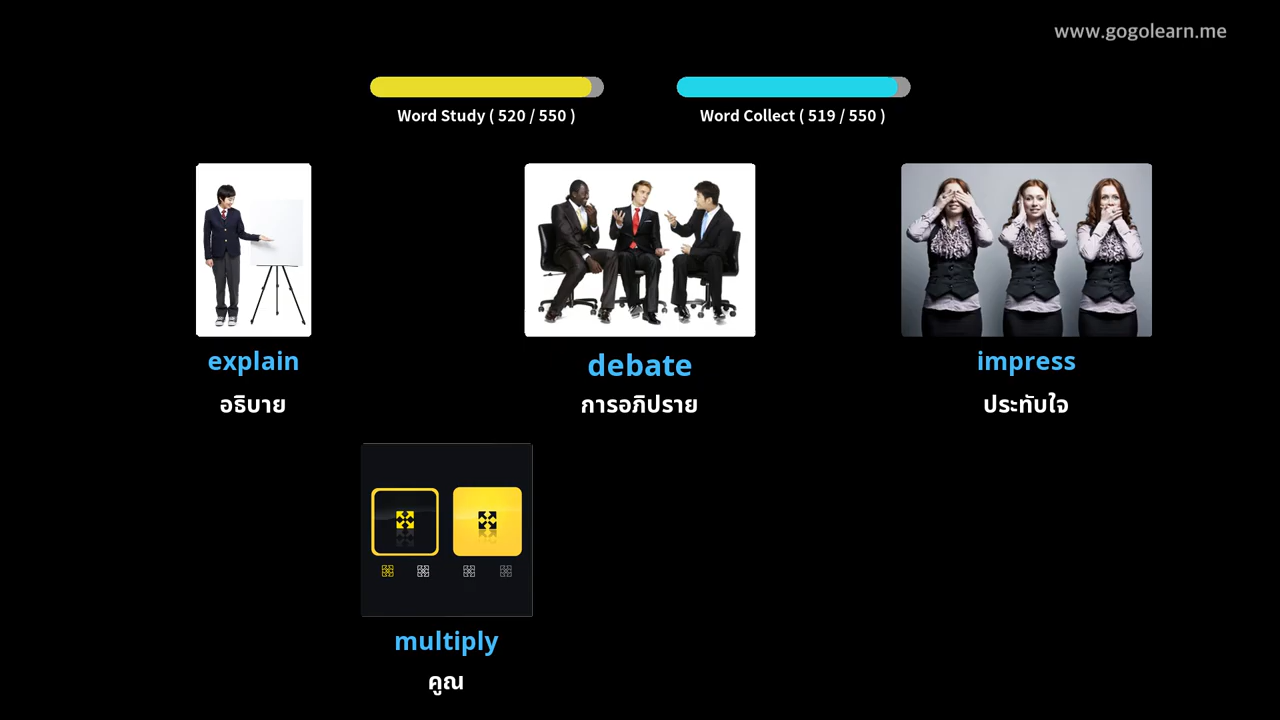 www.gogolearn.me
Word Study ( 520 / 550 )
Word Collect ( 519 / 550 )
explain
debate
impress
อธิบาย
การอภิปราย
ประทับใจ
multiply
คูณ